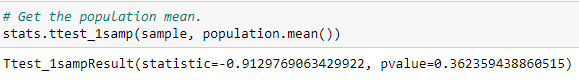 # Get the population mean.
stats.ttest_1samp(sample, population.mean())
Ttest_1sampResult(statistic=-0.9129769063429922, pvalue=0.362359438860515)